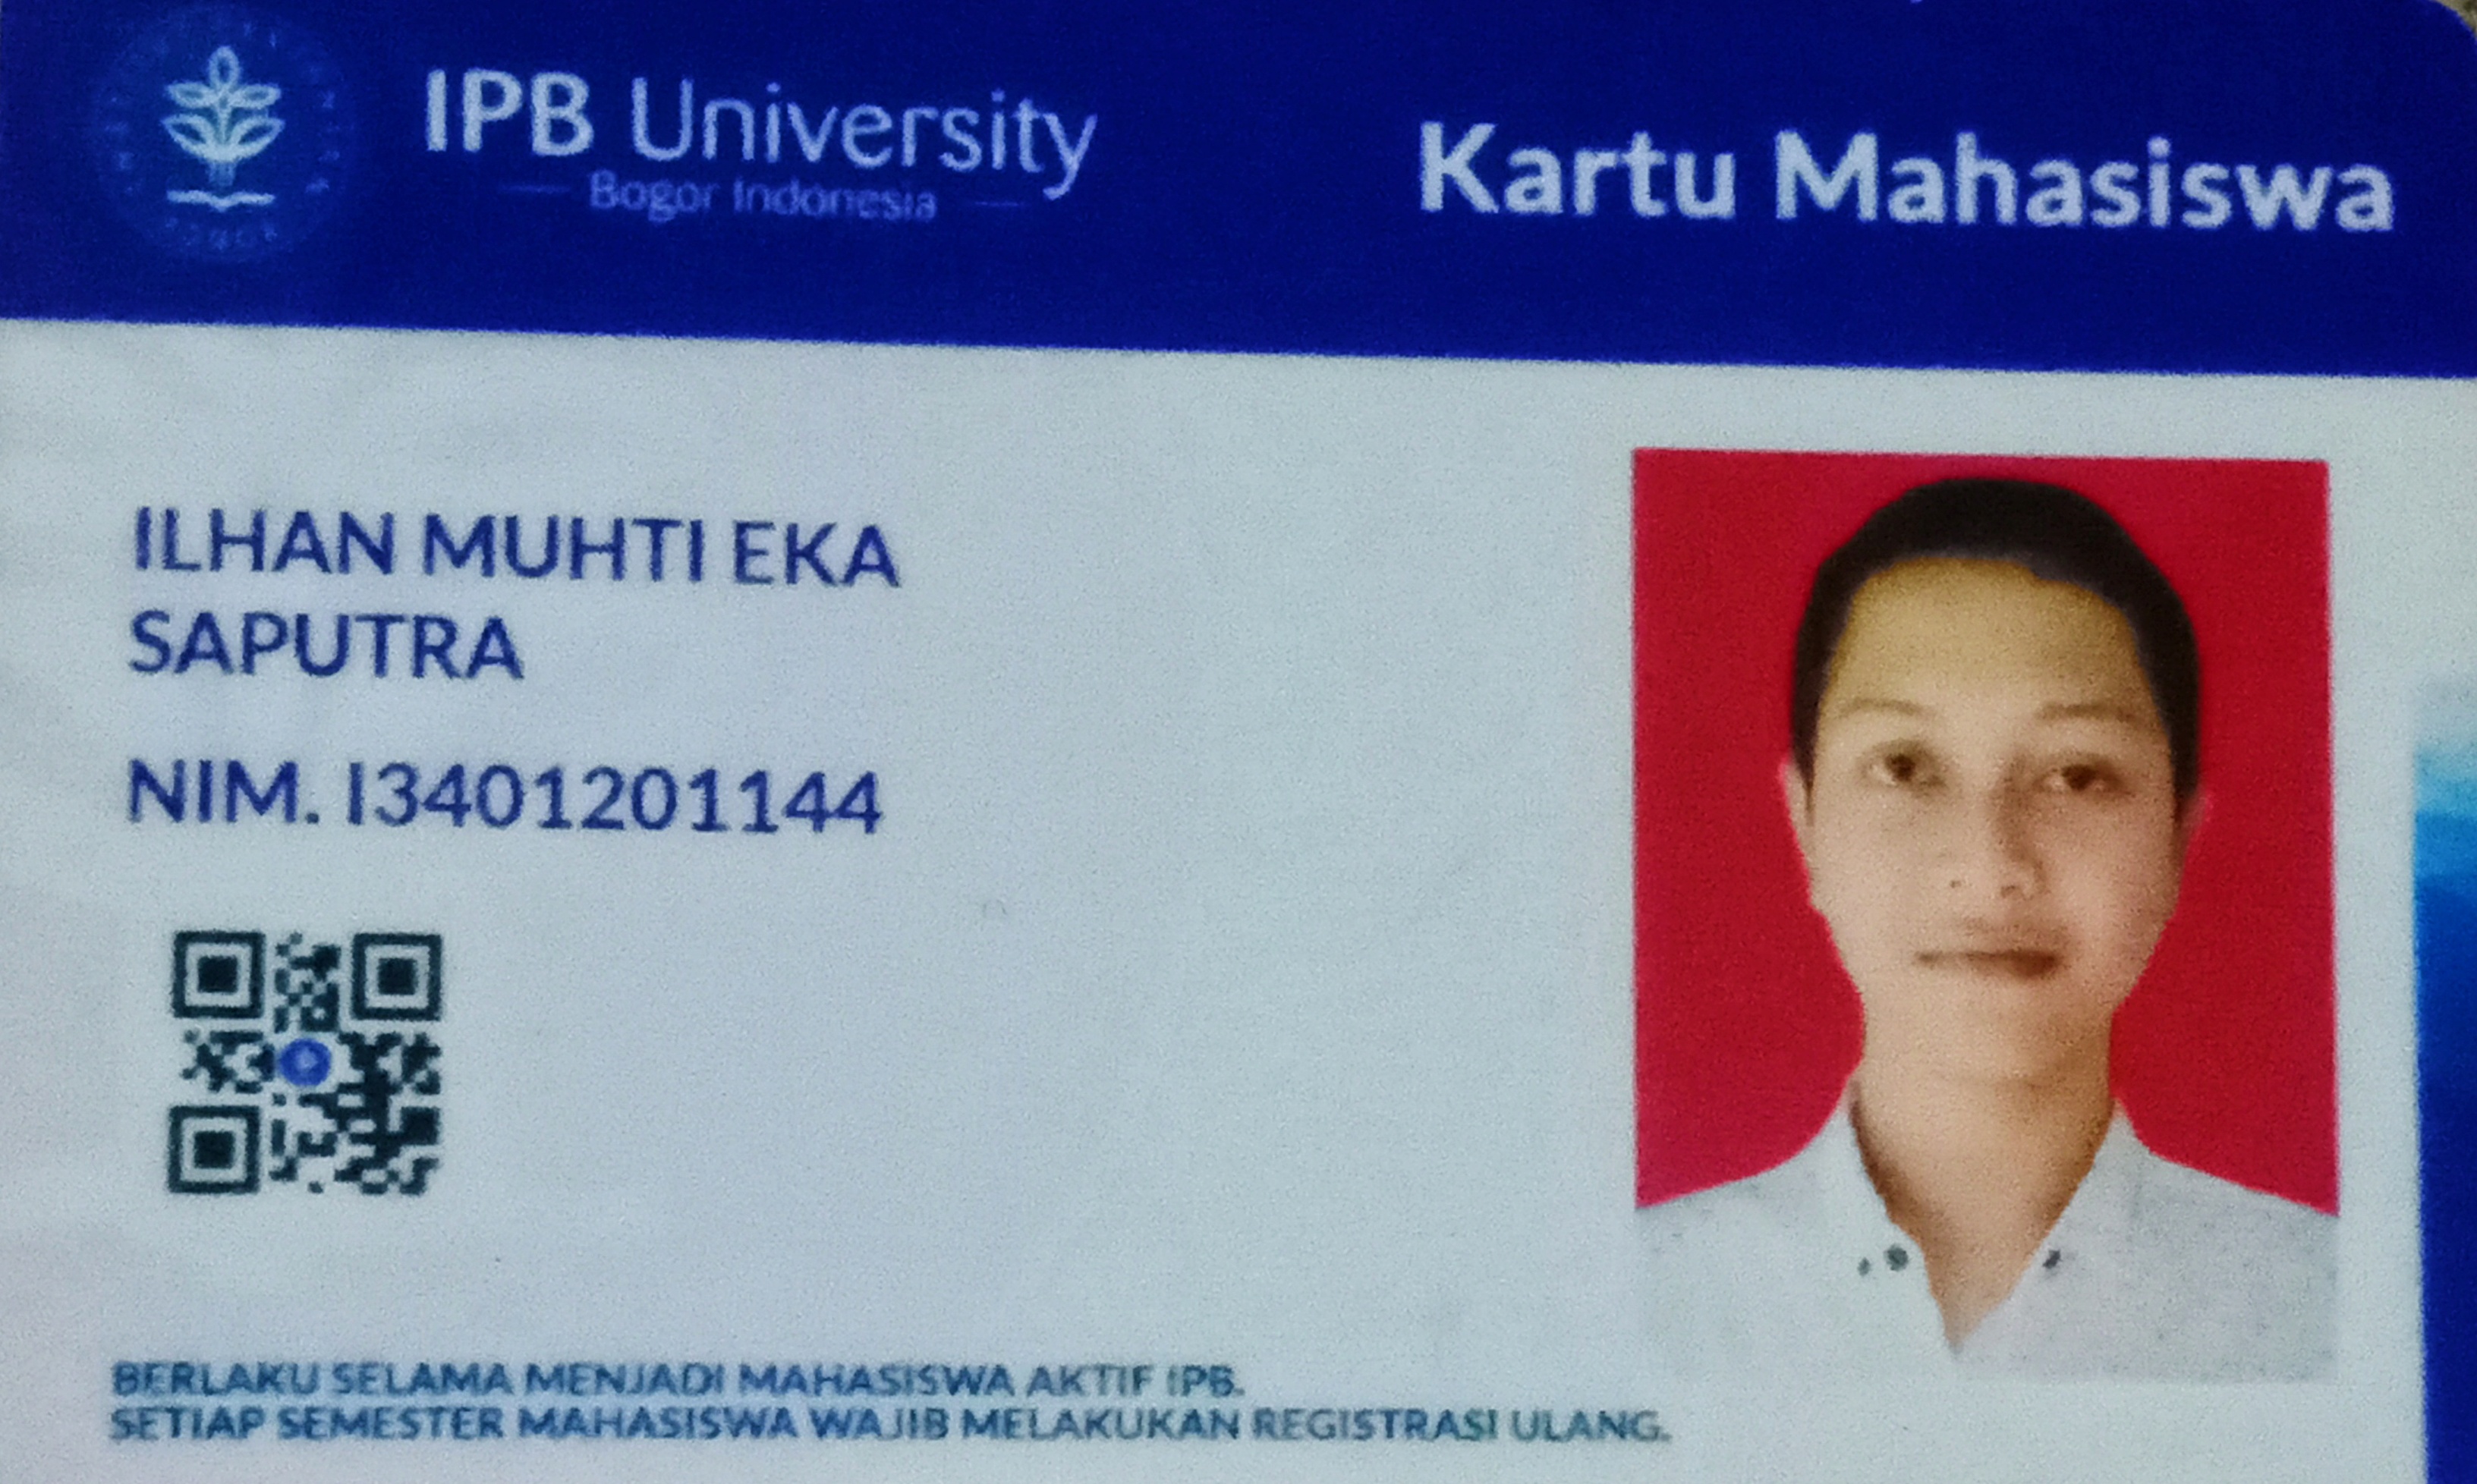 IPB University
Bogor Indonesia
Kartu Mahasiswa
ILHAN MUHTI EKA
SAPUTRA
NIM. I3401201144
BERLAKU SELAMA MENJADI MAHASISWA AKTIF IPB.
SETIAP SEMESTER MAHASISWA WAJIB MELAKUKAN REGISTRASI ULANG.